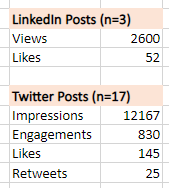 LinkedIn Posts (n=3)
Views 2600
Likes 52
Twitter Posts (n=17)
Impressions 12167
Engagements 830
Likes 145
Retweets 25